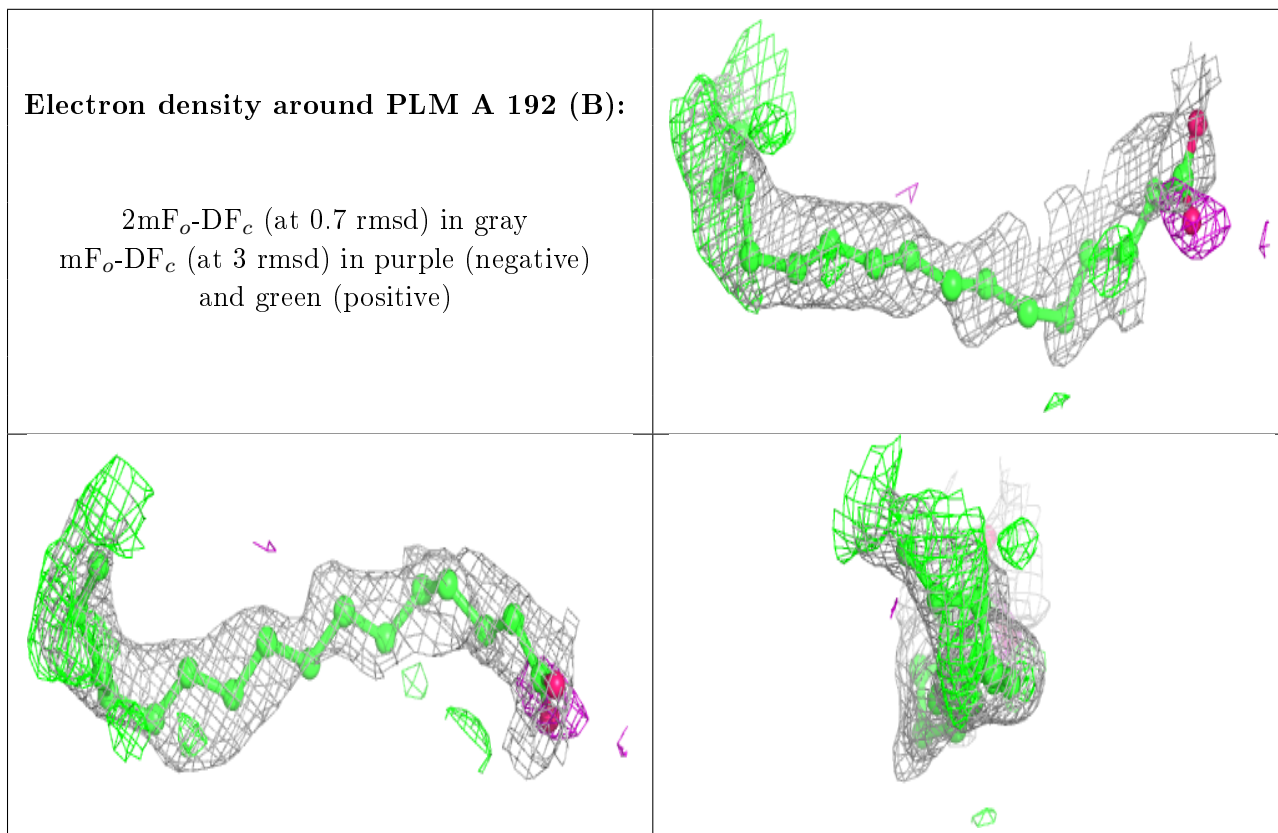 Electron density around PLM A 192 (B):
2mFo-DFc (at 0.7 rmsd) in gray
mFo-DFc (at 3 rmsd) in purple (negative)
and green (positive)